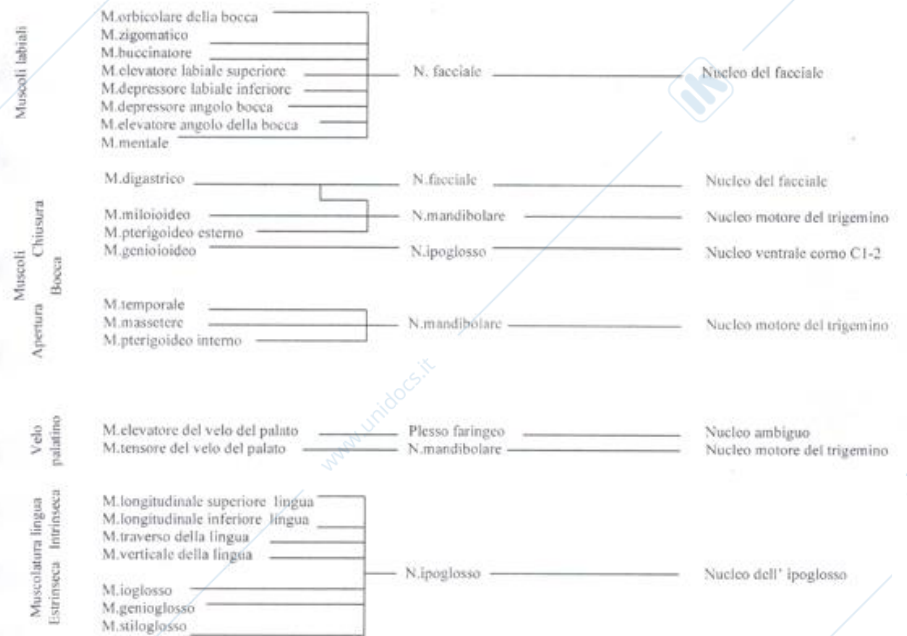 Muscoli labiali
M.orbicolare della bocca
M.zigomatico
M.buccinatore
M.elevatore labiale superiore N. facciale Nucleo del facciale
M.depressore labiale inferiore
M.depressore angolo bocca
M.elevatore angolo della bocca
M.mentale
Muscoli
Apertura Chiusura
Bocca
M.digastrico N.facciale Nucleo del facciale
M.miloioideo N.mandibolare Nucleo motore del trigemino
M.pterigoideo esterno
M.genioioideo N.ipoglosso Nucleo ventrale corno C1-2
M.temporale
M.massetere N.mandibolare Nucleo motore del trigemino
M.pterigoideo interno
Velo
palatino
M.elevatore del velo del palato Plesso faringeo Nucleo ambiguo
M.tensore del velo del palato N.mandibolare Nucleo motore del trigemino
Muscolatura lingua
Estrinseca Intrinseca
M.longitudinale superiore lingua
M.longitudinale inferiore lingua
M.traverso della lingua
M.verticale della lingua
N.ipoglosso Nucleo dell' ipoglosso
M.ioglosso
M.genioglosso
M.stiloglosso
www.unidocs.it